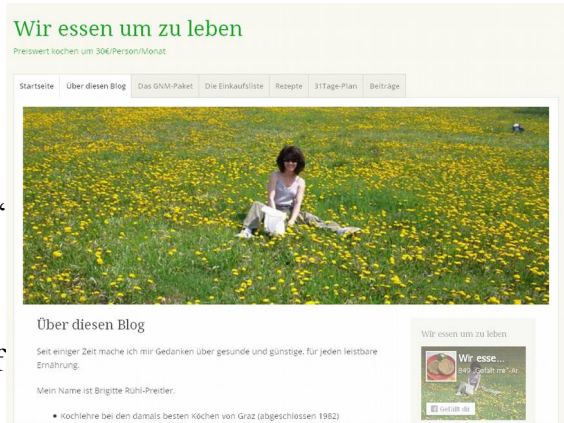 Wir essen um zu leben
Preiswert kochen um 30€/Person/Monat
Startseite Über diesen Blog Das GNM-Paket Die Einkaufsliste Rezepte 31Tage-Plan Beiträge
Über diesen Blog
Seit einiger Zeit mache ich mir Gedanken über gesunde und günstige, für jeden leistbare
Ernährung.
Mein Name ist Brigitte Rühl-Preitler.
• Kochlehre bei den damals besten Köchen von Graz (abgeschlossen 1982)
Wir essen um zu leben
Wir esse...
849 „Gefällt mir“-An
Gefällt dir